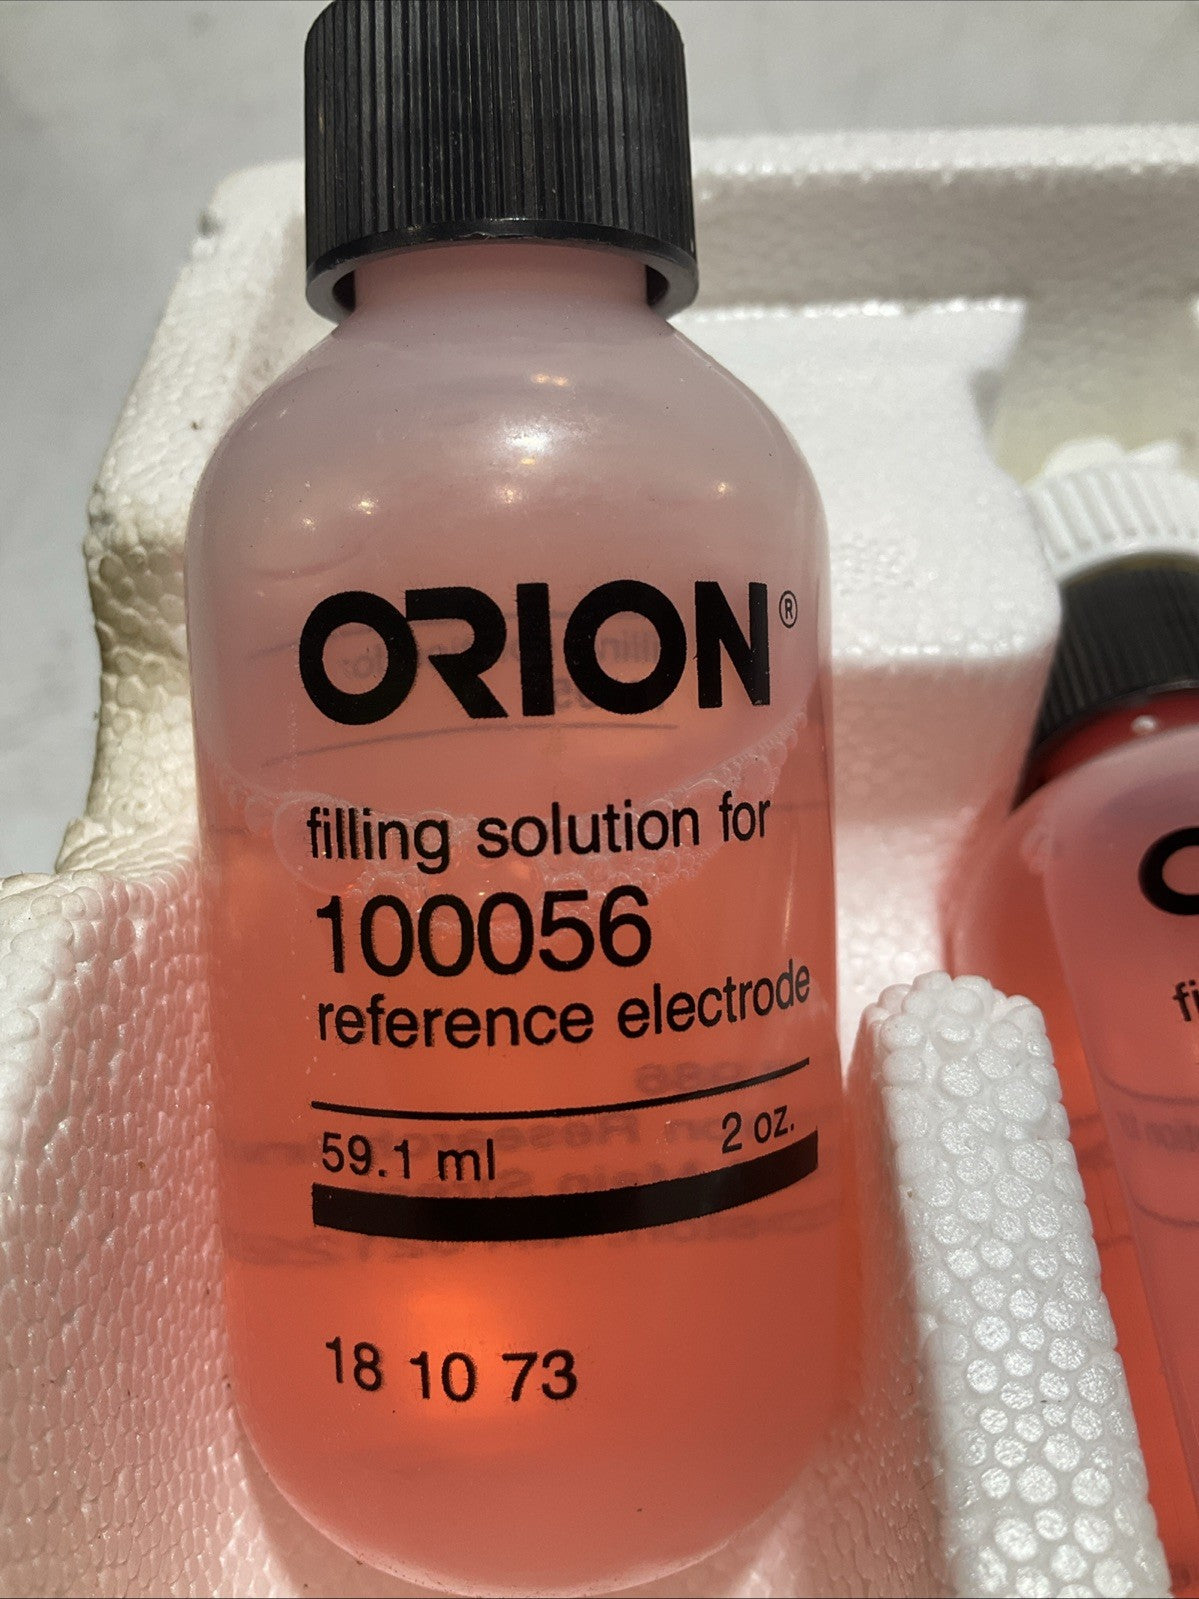 ORION®
filling solution for
100056
reference electrode
59.1 ml 2 oz.
18 10 73